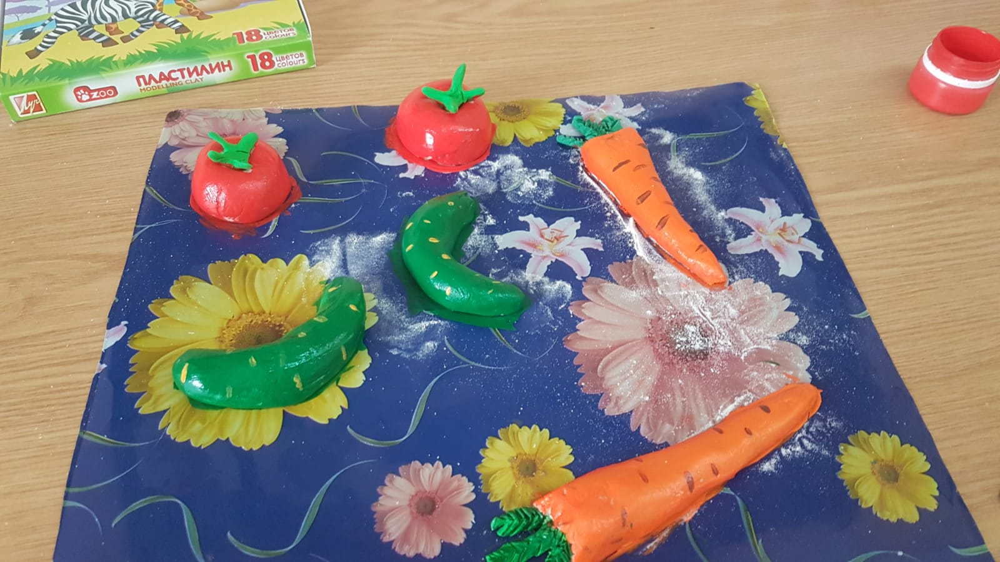 18 цветов
colours
Луч
ZOO
ПЛАСТИЛИН
MODELLING CLAY
18 цветов
colours